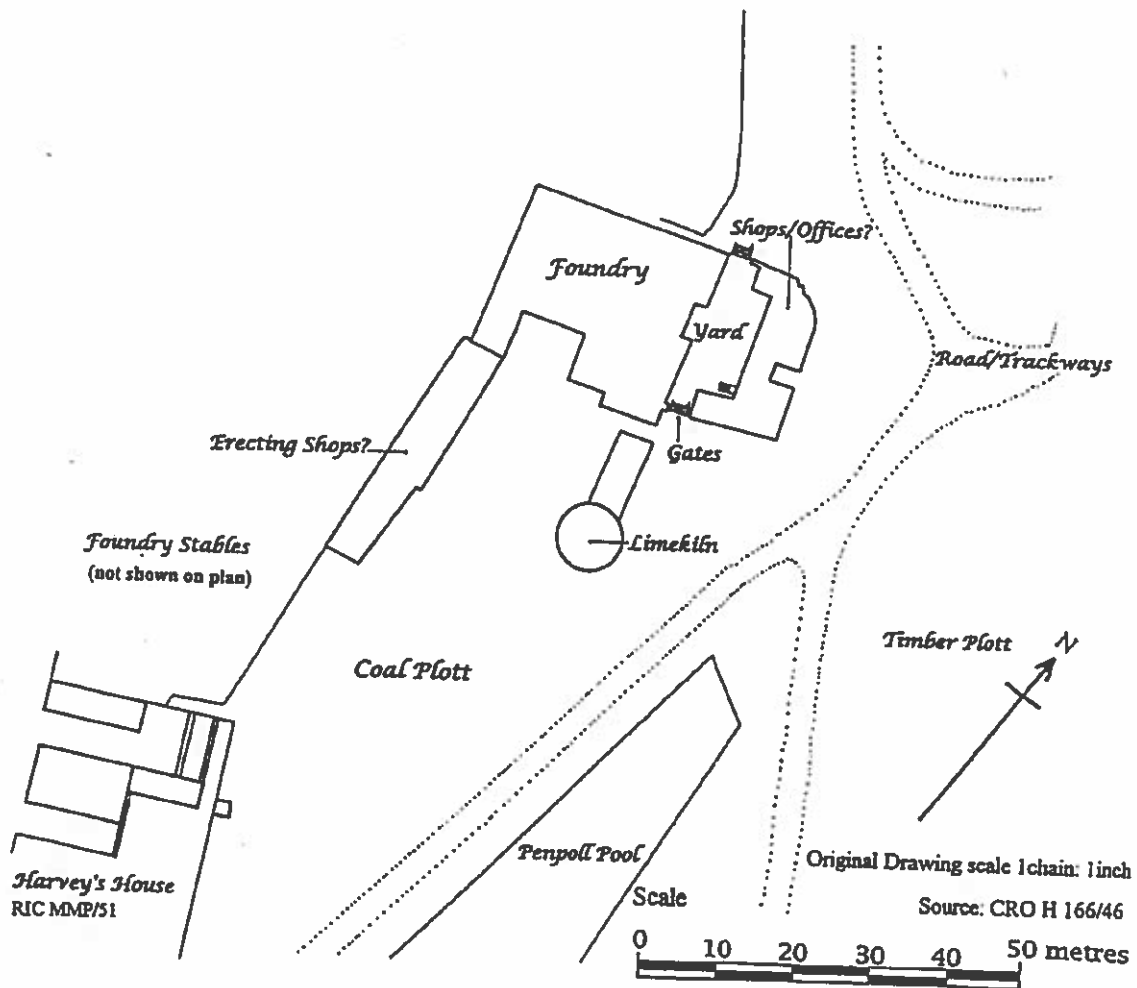 Shops/Offices?
Foundry
Yard
Road/Trackways
Erecting Shops?
Gates
Limekiln
Foundry Stables
(not shown on plan)
Timber Plott
N
Coal Plott
Penpoll Pool
Original Drawing scale 1chain: 1inch
Harvey's House
RIC MMP/51
Scale
Source: CRO H 166/46
0 10 20 30 40 50 metres